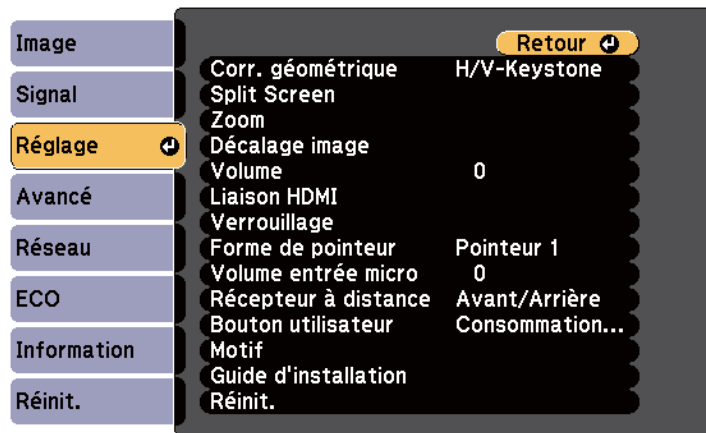 Image
Signal
Réglage
Avancé
Réseau
ECO
Information
Réinit.
Retour
Corr. géométrique H/V-Keystone
Split Screen
Zoom
Décalage image
Volume 0
Liaison HDMI
Verrouillage
Forme de pointeur Pointeur 1
Volume entrée micro 0
Récepteur à distance Avant/Arrière
Bouton utilisateur Consommation...
Motif
Guide d'installation
Réinit.